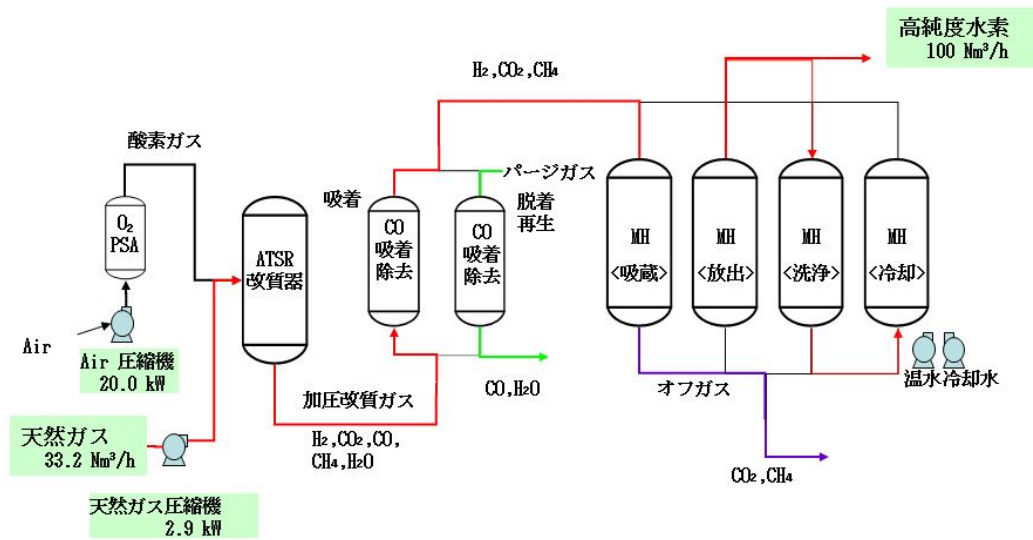 高純度水素
100 Nm³/h
H₂,CO₂,CH₄
酸素ガス
パージガス
吸着
脱着
再生
O₂
PSA
ATSR
改質器
CO
吸着
除去
CO
吸着
除去
MH
<吸蔵>
MH
<放出>
MH
<洗浄>
MH
<冷却>
Air
Air 圧縮機
20.0 kW
加圧改質ガス
CO,H₂O
オフガス
温水冷却水
天然ガス
33.2 Nm³/h
H₂,CO₂,CO,
CH₄,H₂O
CO₂,CH₄
天然ガス圧縮機
2.9 kW